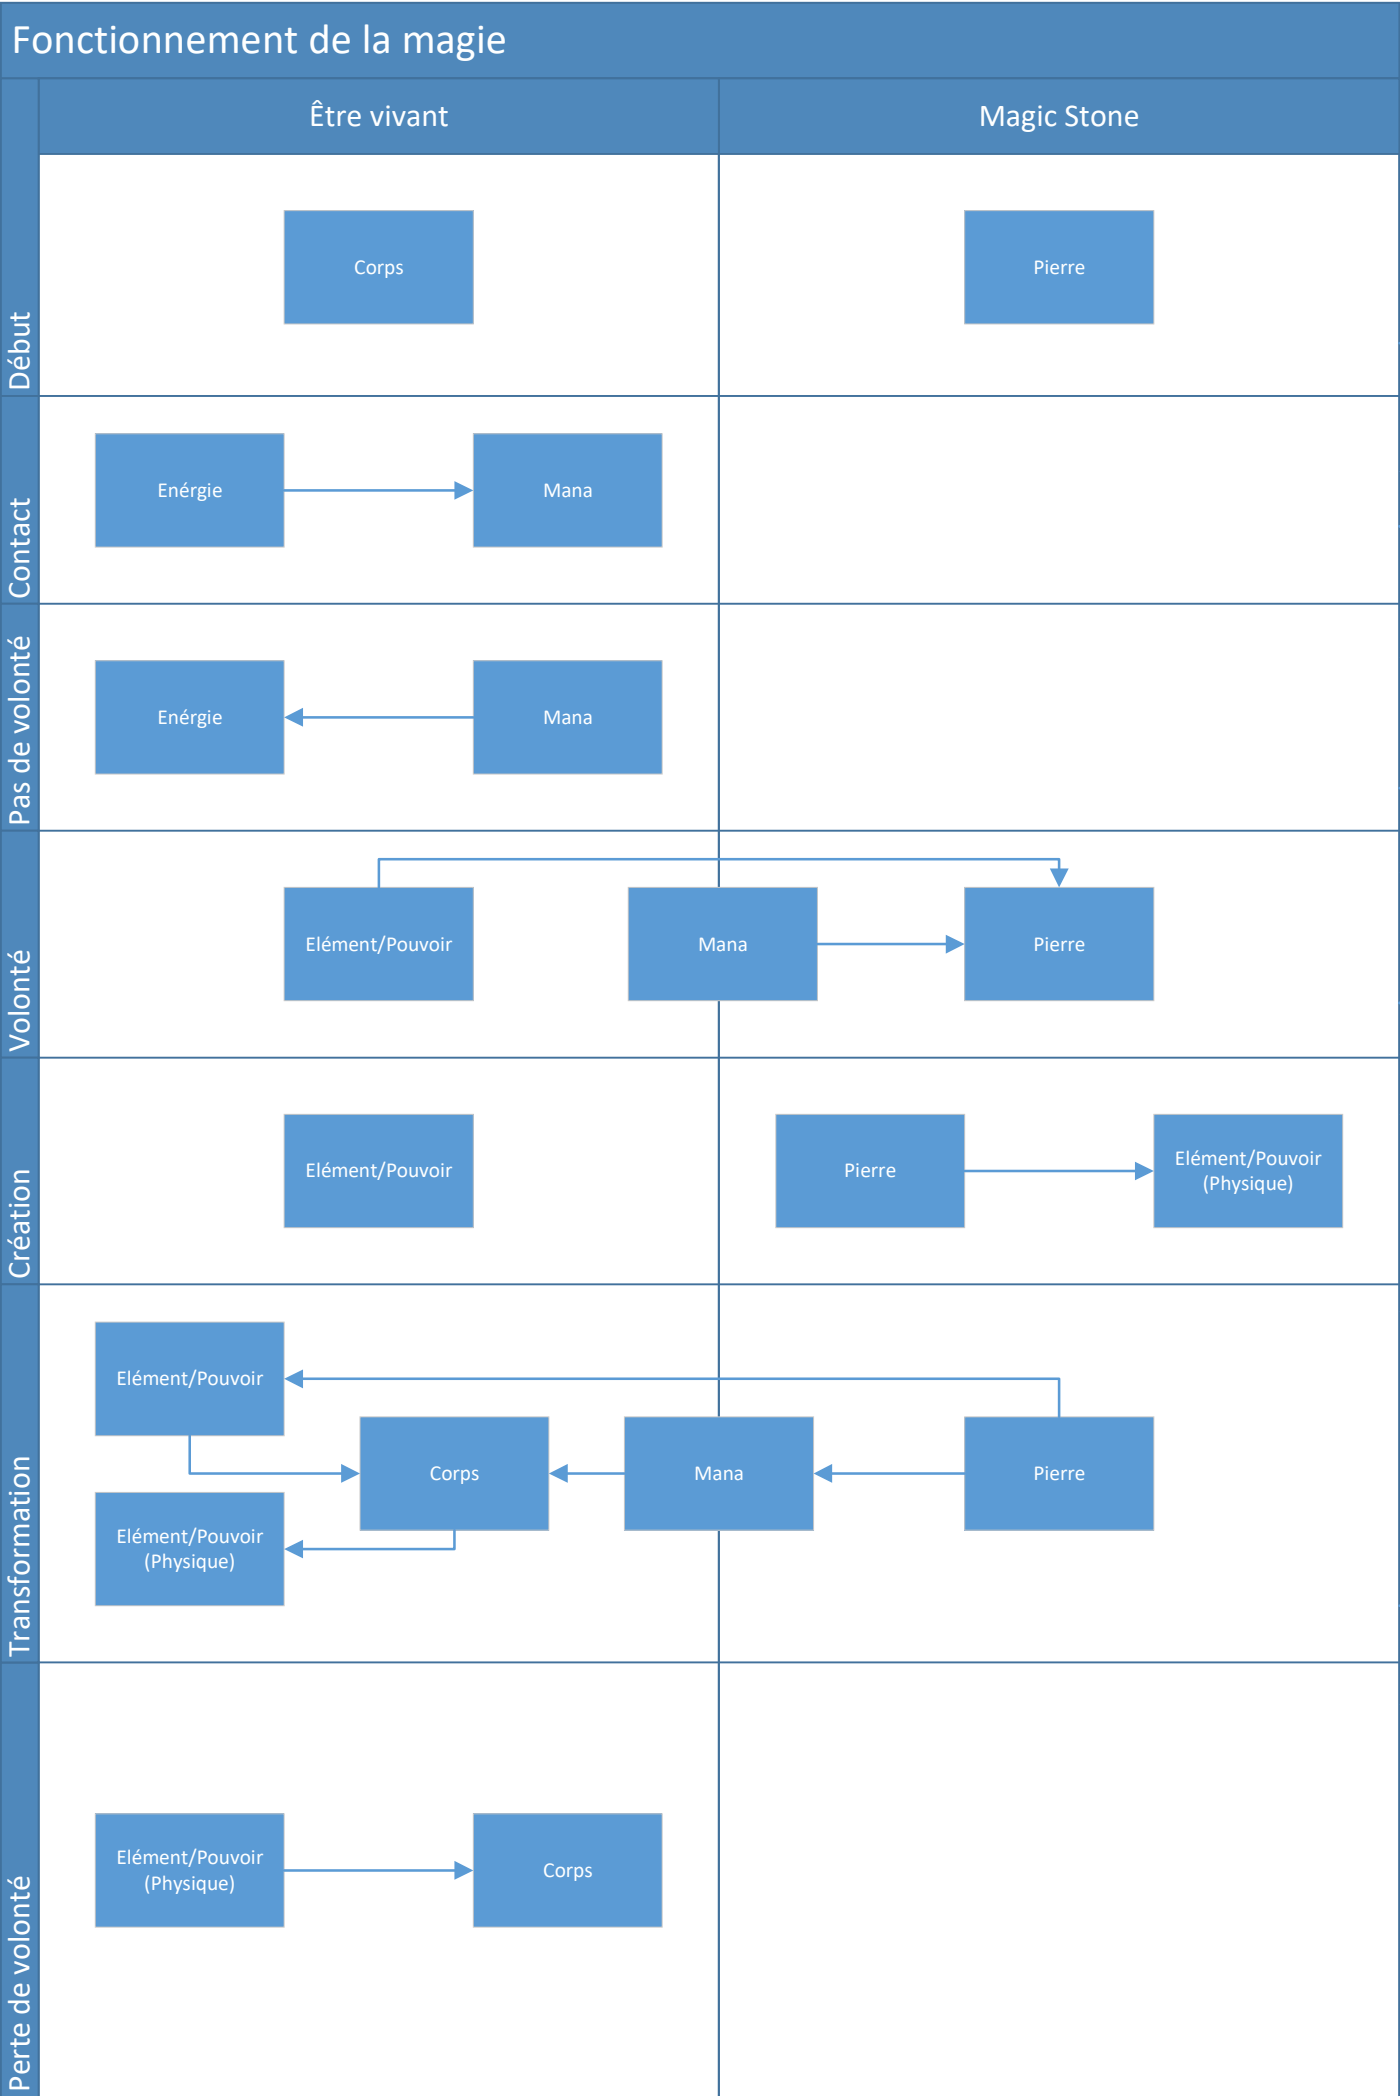 Fonctionnement de la magie
Être vivant
Magic Stone
Début
Corps
Pierre
Contact
Enérgie
Mana
Pas de volonté
Enérgie
Mana
Volonté
Elément/Pouvoir
Mana
Pierre
Création
Elément/Pouvoir
Pierre
Elément/Pouvoir
(Physique)
Transformation
Elément/Pouvoir
Corps
Mana
Pierre
Elément/Pouvoir
(Physique)
Perte de volonté
Elément/Pouvoir
(Physique)
Corps